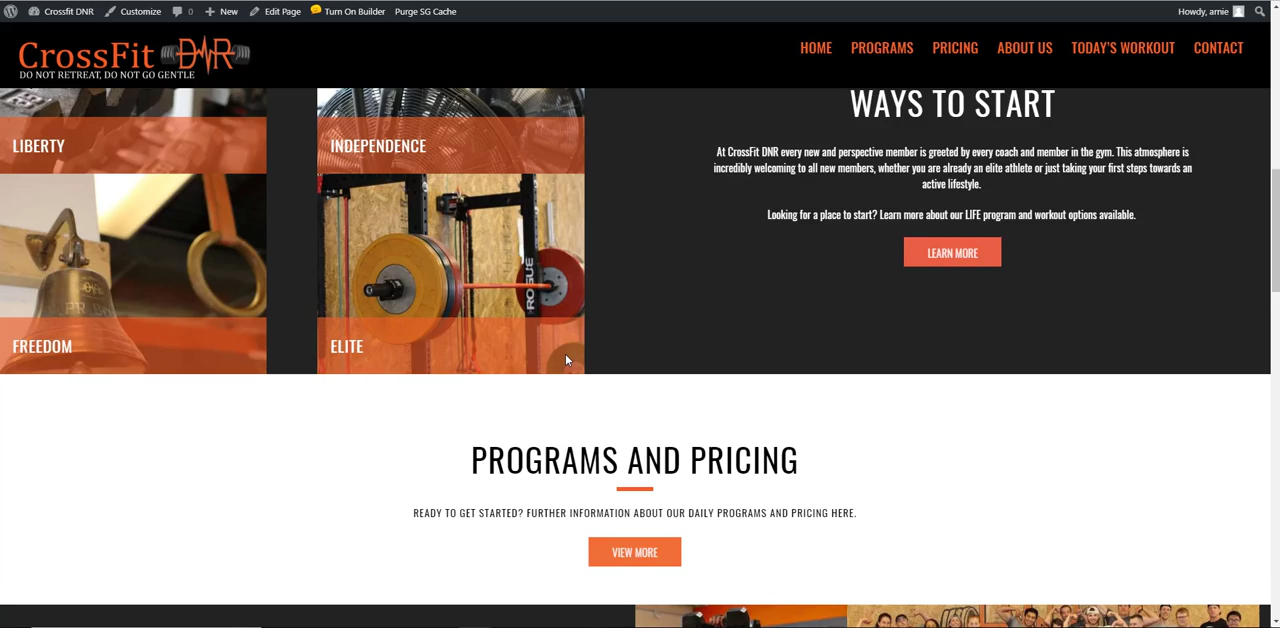 Crossfit DNR Customize 0 New Edit Page Turn On Builder Purge SG Cache Howdy, arnie
CrossFit DNR
DO NOT RETREAT, DO NOT GO GENTLE
HOME PROGRAMS PRICING ABOUT US TODAY'S WORKOUT CONTACT
LIBERTY
INDEPENDENCE
FREEDOM
ROGUE
ELITE
WAYS TO START
At CrossFit DNR every new and perspective member is greeted by every coach and member in the gym. This atmosphere is
incredibly welcoming to all new members, whether you are already an elite athlete or just taking your first steps towards an
active lifestyle.
Looking for a place to start? Learn more about our LIFE program and workout options available.
LEARN MORE
PROGRAMS AND PRICING
READY TO GET STARTED? FURTHER INFORMATION ABOUT OUR DAILY PROGRAMS AND PRICING HERE.
VIEW MORE